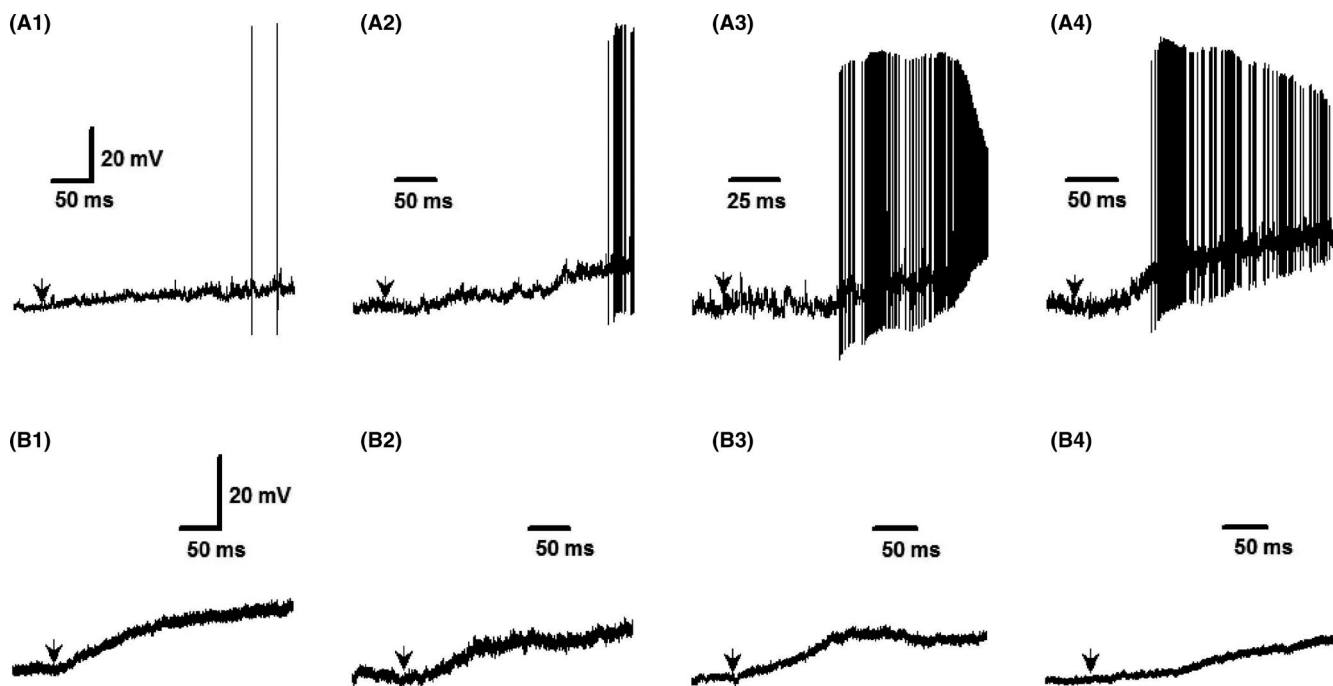 (A1) (A2) (A3) (A4)
20 mV
50 ms 50 ms 25 ms 50 ms
(B1) (B2) (B3) (B4)
20 mV
50 ms 50 ms 50 ms 50 ms